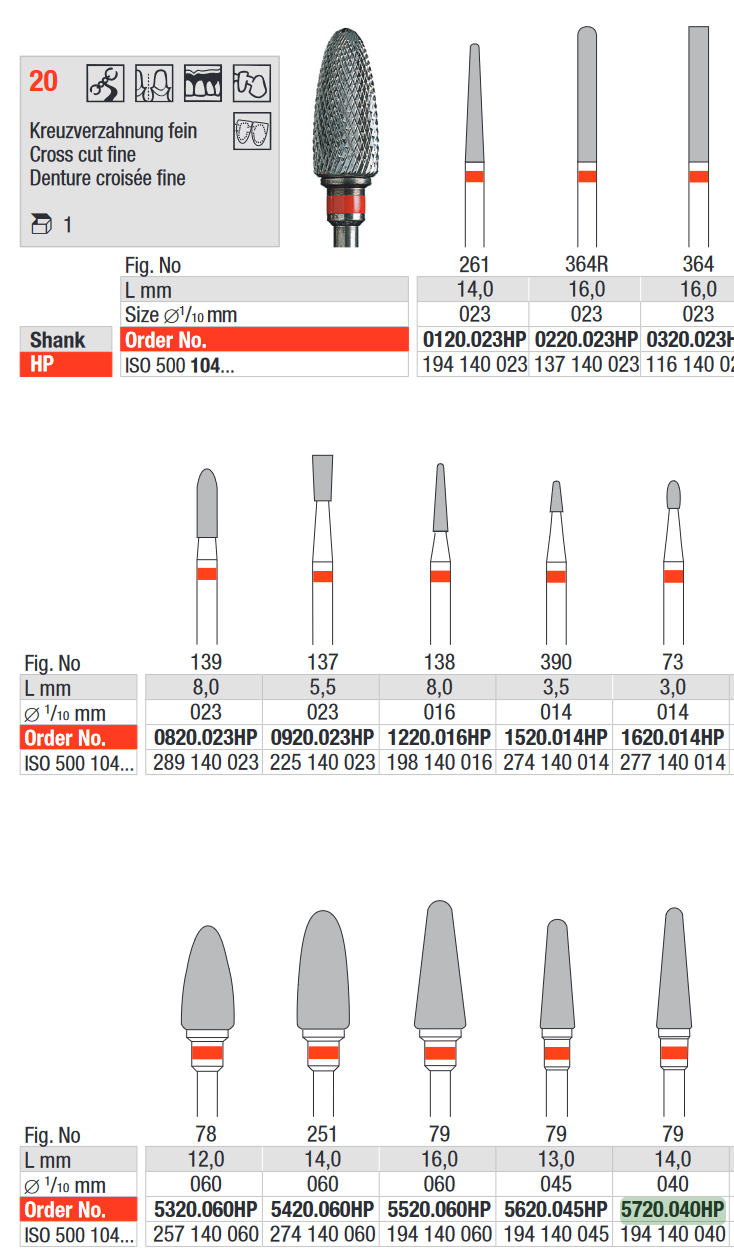 20
Kreuzverzahnung fein
Cross cut fine
Denture croisée fine
1
Fig. No 261 364R 364
L mm 14,0 16,0 16,0
Size ∅1/10 mm 023 023 023
Shank Order No. 0120.023HP 0220.023HP 0320.023H
HP ISO 500 104... 194 140 023 137 140 023 116 140
Fig. No 139 137 138 390 73
L mm 8,0 5,5 8,0 3,5 3,0
∅ 1/10 mm 023 023 016 014 014
Order No. 0820.023HP 0920.023HP 1220.016HP 1520.014HP 1620.014HP
ISO 500 104... 289 140 023 225 140 023 198 140 016 274 140 014 277 140 014
Fig. No 78 251 79 79 79
L mm 12,0 14,0 16,0 13,0 14,0
∅ 1/10 mm 060 060 060 045 040
Order No. 5320.060HP 5420.060HP 5520.060HP 5620.045HP 5720.040HP
ISO 500 104... 257 140 060 274 140 060 194 140 060 194 140 045 194 140 040